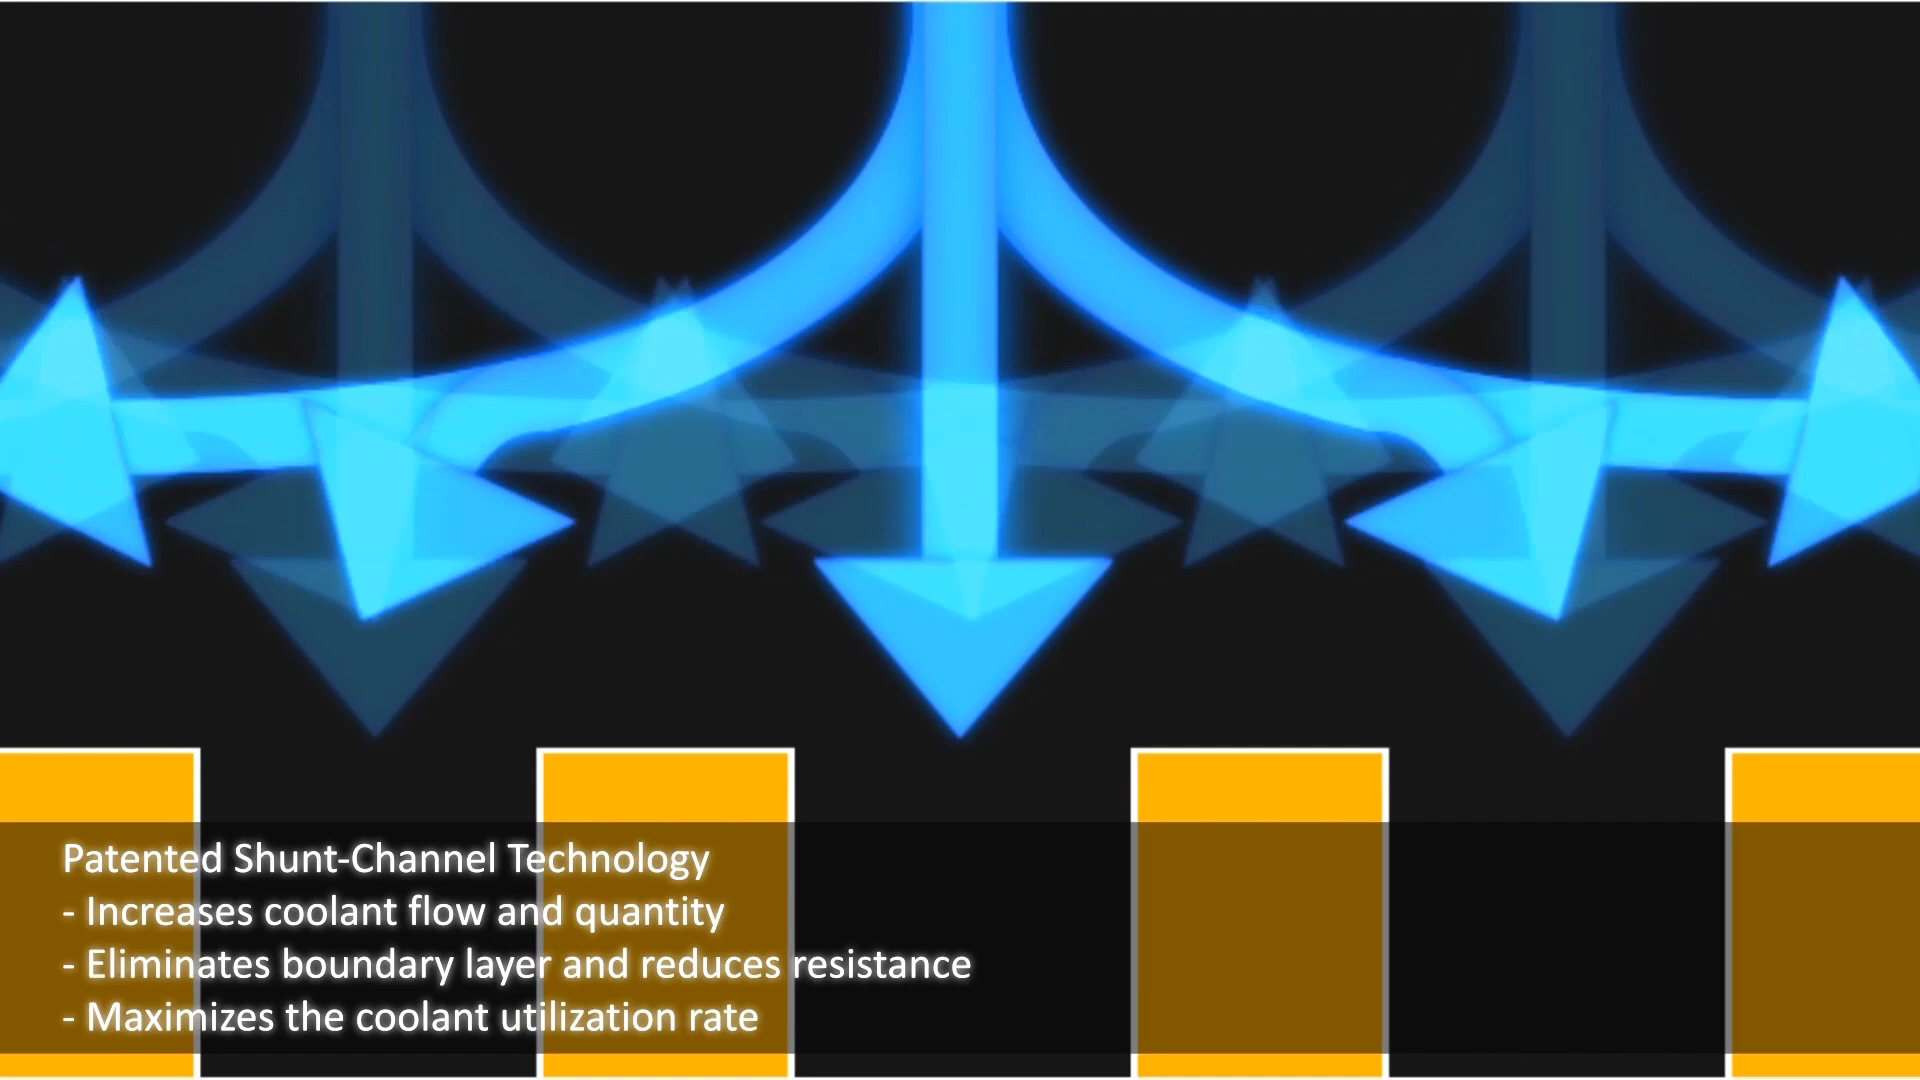 Patented Shunt-Channel Technology
- Increases coolant flow and quantity
- Eliminates boundary layer and reduces resistance
- Maximizes the coolant utilization rate